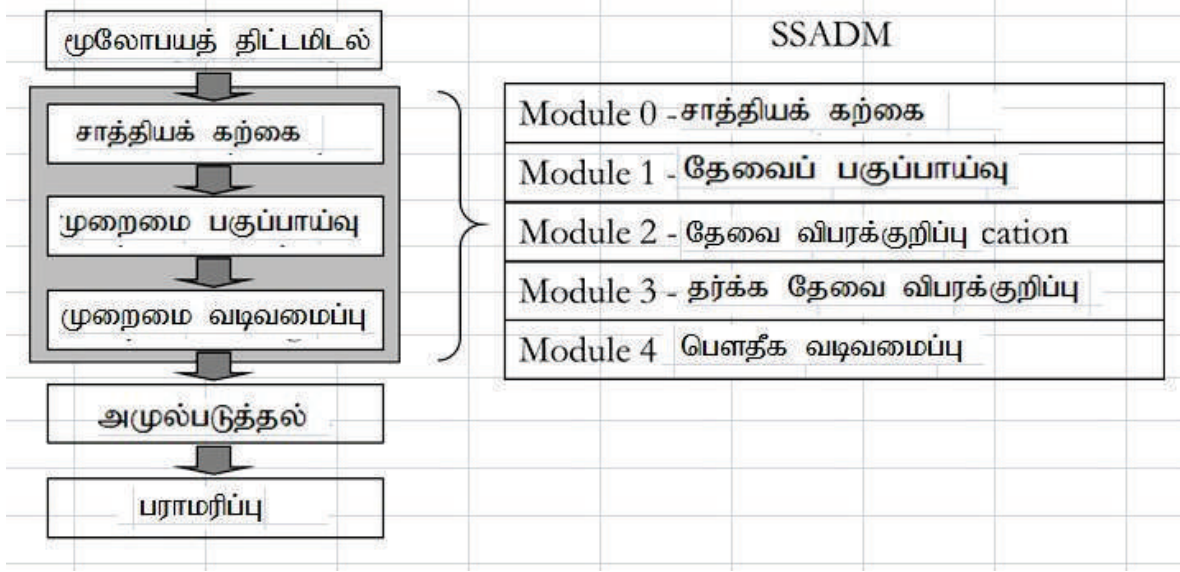 மூலோபயத் திட்டமிடல்
சாத்தியக் கற்கை
முறைமை பகுப்பாய்வு
முறைமை வடிவமைப்பு
அமுல்படுத்தல்
பராமரிப்பு
SSADM
Module 0 - சாத்தியக் கற்கை
Module 1 - தேவைப் பகுப்பாய்வு
Module 2 - தேவை விபரக்குறிப்பு cation
Module 3 - தர்க்க தேவை விபரக்குறிப்பு
Module 4 பௌதீக வடிவமைப்பு